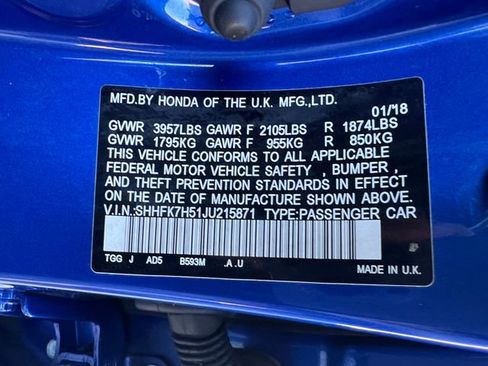 MFD.BY HONDA OF THE U.K. MFG.,LTD.
01/18
GVWR 3957LBS GAWR F 2105LBS R 1874LBS
GVWR 1795KG GAWR F 955KG R 850KG
THIS VEHICLE CONFORMS TO ALL APPLICABLE
FEDERAL MOTOR VEHICLE SAFETY , BUMPER ,
AND THEFT PREVENTION STANDARDS IN EFFECT
ON THE DATE OF MANUFACTURE SHOWN ABOVE.
V.I.N.:SHHFK7H51JU215871 TYPE:PASSENGER CAR
TGG J AD5 B593M .A.U
MADE IN U.K.